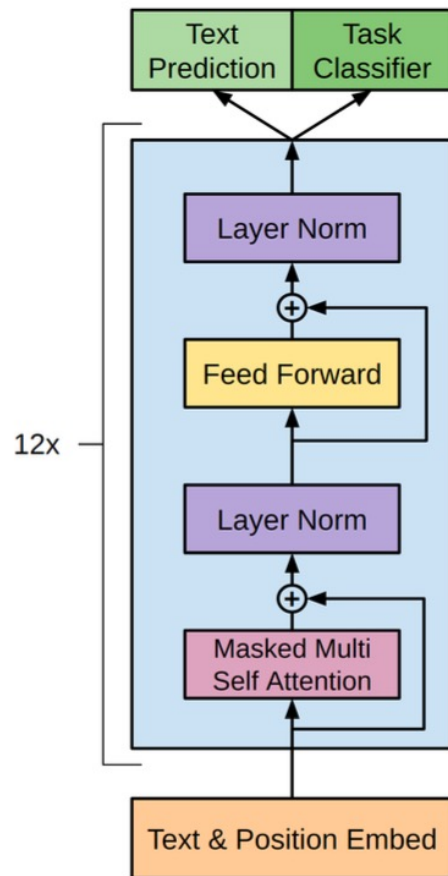 Text
Prediction
Task
Classifier
Layer Norm
+
Feed Forward
12x
Layer Norm
+
Masked Multi
Self Attention
Text & Position Embed